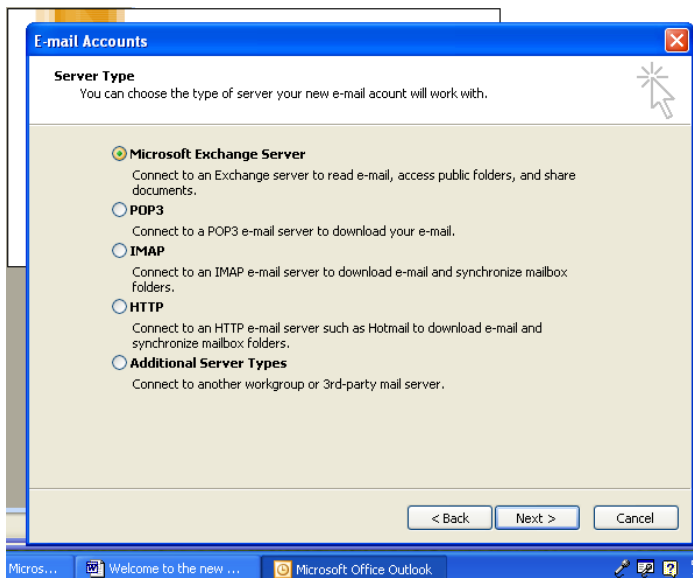 E-mail Accounts
Server Type
You can choose the type of server your new e-mail acount will work with.
Microsoft Exchange Server
Connect to an Exchange server to read e-mail, access public folders, and share
documents.
POP3
Connect to a POP3 e-mail server to download your e-mail.
IMAP
Connect to an IMAP e-mail server to download e-mail and synchronize mailbox
folders.
HTTP
Connect to an HTTP e-mail server such as Hotmail to download e-mail and
synchronize mailbox folders.
Additional Server Types
Connect to another workgroup or 3rd-party mail server.
< Back Next > Cancel
Micros... Welcome to the new ... Microsoft Office Outlook